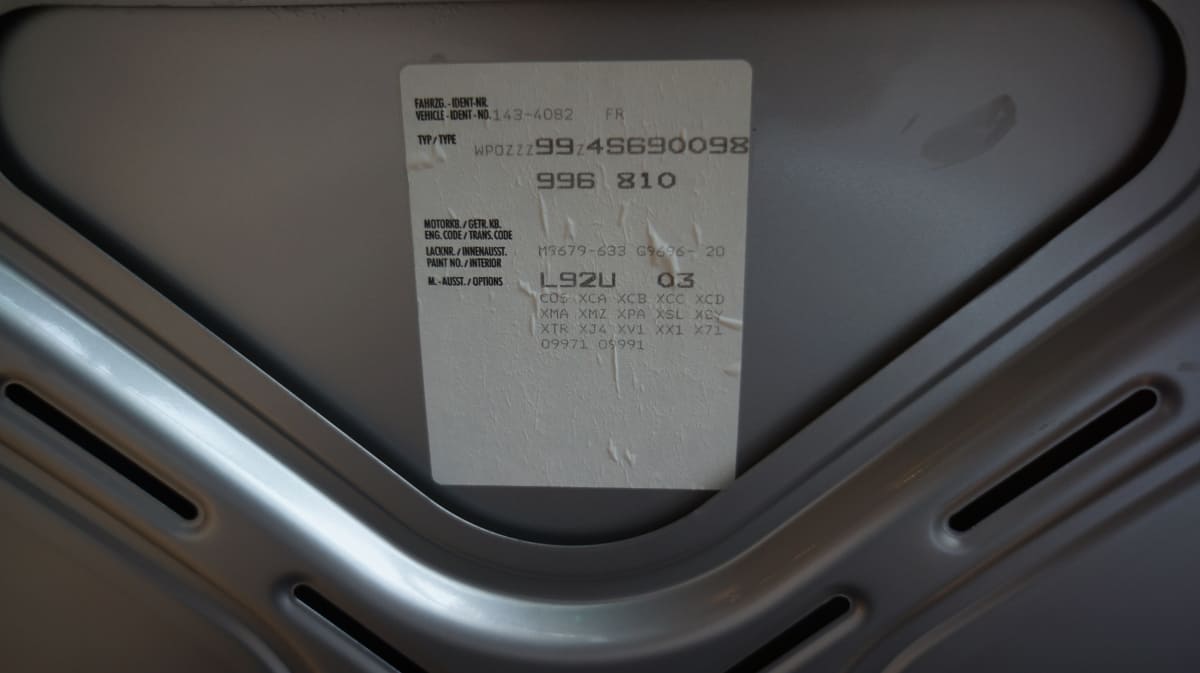 FAHRZG. - IDENT-NR.
VEHICLE - IDENT - NO. 143-4082 FR
TYP / TYPE
WP0ZZZ99Z4S690098
996 810
MOTORKB. / GETR. KB.
ENG. CODE / TRANS. CODE
M9679-633 G9696- 20
LACKNR. / INNENAUSST.
PAINT NO. / INTERIOR
L92U 03
M. - AUSST. / OPTIONS
C0S XCA XCB XCC XCD
XMA XMZ XPA XSL
XTR XJ4 XV1 XX1 X71
09971 09991